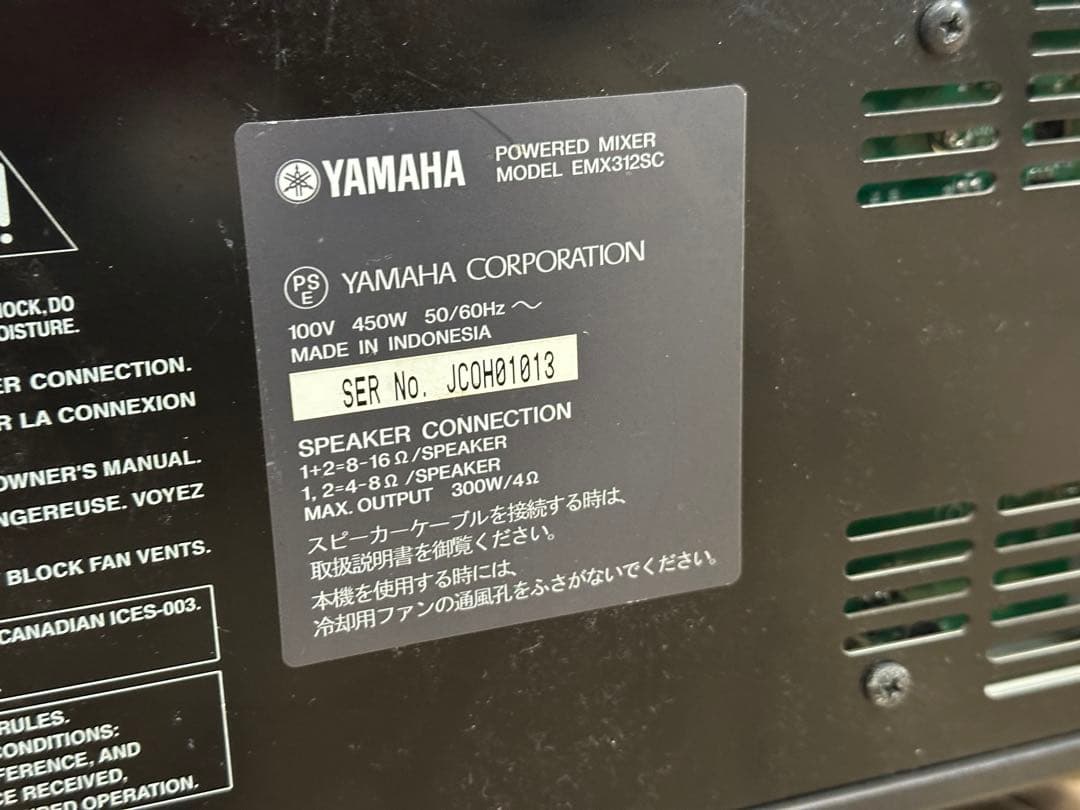 !
HOCK, DO
OISTURE.
ER CONNECTION.
R LA CONNEXION
OWNER'S MANUAL.
NGEREUSE. VOYEZ
BLOCK FAN VENTS.
CANADIAN ICES-003.
RULES.
CONDITIONS:
FERENCE, AND
E RECEIVED,
RED OPERATION.
YAMAHA
POWERED MIXER
MODEL EMX312SC
PS
E
YAMAHA CORPORATION
100V 450W 50/60Hz ～
MADE IN INDONESIA
SER No. JCOH01013
SPEAKER CONNECTION
1+2=8-16Ω/SPEAKER
1, 2=4-8Ω/SPEAKER
MAX. OUTPUT 300W/4Ω
スピーカーケーブルを接続する時は、
取扱説明書を御覧ください。
本機を使用する時には、
冷却用ファンの通風孔をふさがないでください。